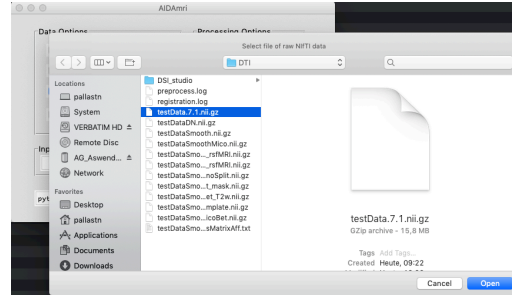 AIDAmri
Data Options
Processing Options
Select file of raw NIfTI data
DTI
Locations
pallastn
System
VERBATIM HD
Remote Disc
AG_Aswend...
Network
Favorites
Desktop
pallastn
Applications
Documents
Downloads
DSI_studio
preprocess.log
registration.log
testData.7.1.nii.gz
testDataDN.nii.gz
testDataSmooth.nii.gz
testDataSmoothMico.nii.gz
testDataSmo..._rsfMRI.nii.gz
testDataSmo..._rsfMRI.nii.gz
testDataSmo...noSplit.nii.gz
testDataSmo...t_mask.nii.gz
testDataSmo...et_T2w.nii.gz
testDataSmo...mplate.nii.gz
testDataSmo...icoBet.nii.gz
testDataSmo...sMatrixAff.txt
testData.7.1.nii.gz
GZip archive - 15,8 MB
Tags Add Tags...
Created Heute, 09:22
Inp
pyt
Cancel
Open